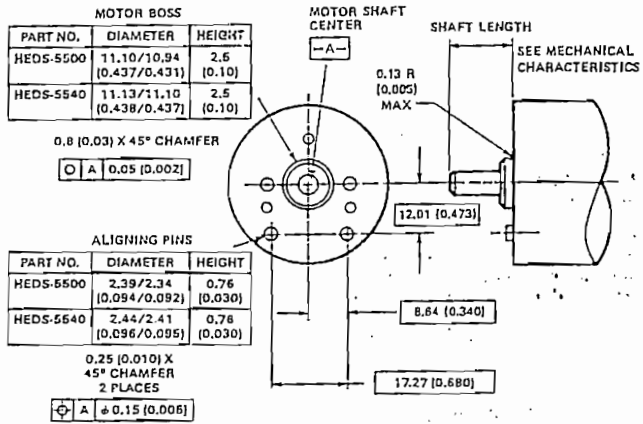 MOTOR BOSS
PART NO. DIAMETER HEIGHT
HEDS-5500 11.10/10.94 2.5
(0.437/0.431) (0.10)
HEDS-5540 11.13/11.10 2.5
(0.438/0.437) (0.10)
0.8 (0.03) X 45° CHAMFER
A 0.05 (0.002)
MOTOR SHAFT
CENTER
-A-
SHAFT LENGTH
SEE MECHANICAL
CHARACTERISTICS
0.13 R
(0.005)
MAX
12.01 (0.473)
8.64 (0.340)
17.27 (0.680)
ALIGNING PINS
PART NO. DIAMETER HEIGHT
HEDS-5500 2.39/2.34 0.76
(0.094/0.092) (0.030)
HEDS-5540 2.44/2.41 0.76
(0.096/0.095) (0.030)
0.25 (0.010) X
45° CHAMFER
2 PLACES
⌖ A ϕ 0.15 (0.006)